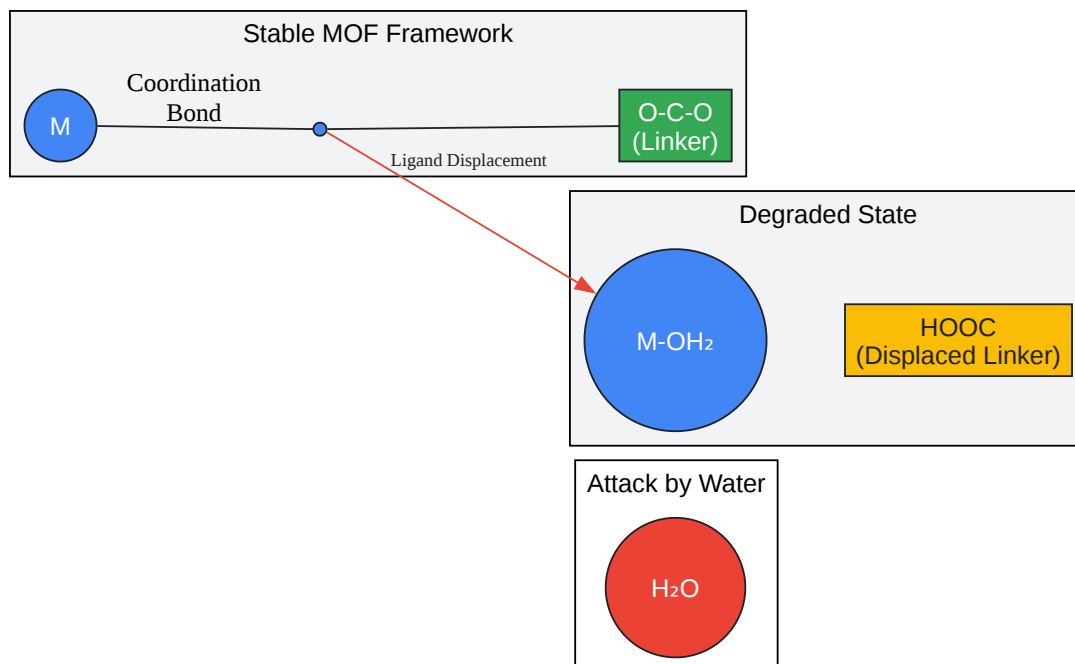 Stable MOF Framework
Coordination
Bond
M
O-C-O
(Linker)
Ligand Displacement
Degraded State
M-OH₂
HOOC
(Displaced Linker)
Attack by Water
H₂O